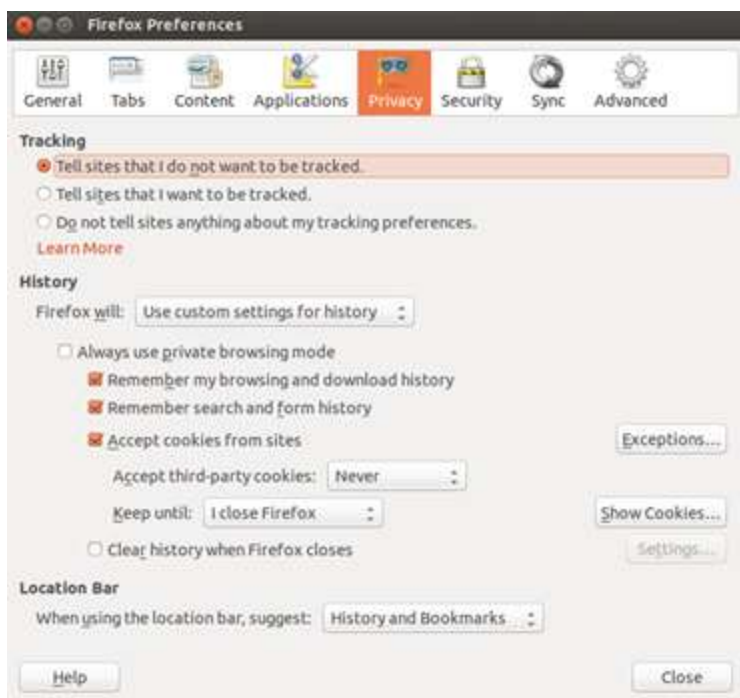 Firefox Preferences
General Tabs Content Applications Privacy Security Sync Advanced
Tracking
Tell sites that I do not want to be tracked.
Tell sites that I want to be tracked.
Do not tell sites anything about my tracking preferences.
Learn More
History
Firefox will: Use custom settings for history
Always use private browsing mode
Remember my browsing and download history
Remember search and form history
Accept cookies from sites Exceptions...
Accept third-party cookies: Never
Keep until: I close Firefox Show Cookies...
Clear history when Firefox closes Settings...
Location Bar
When using the location bar, suggest: History and Bookmarks
Help Close